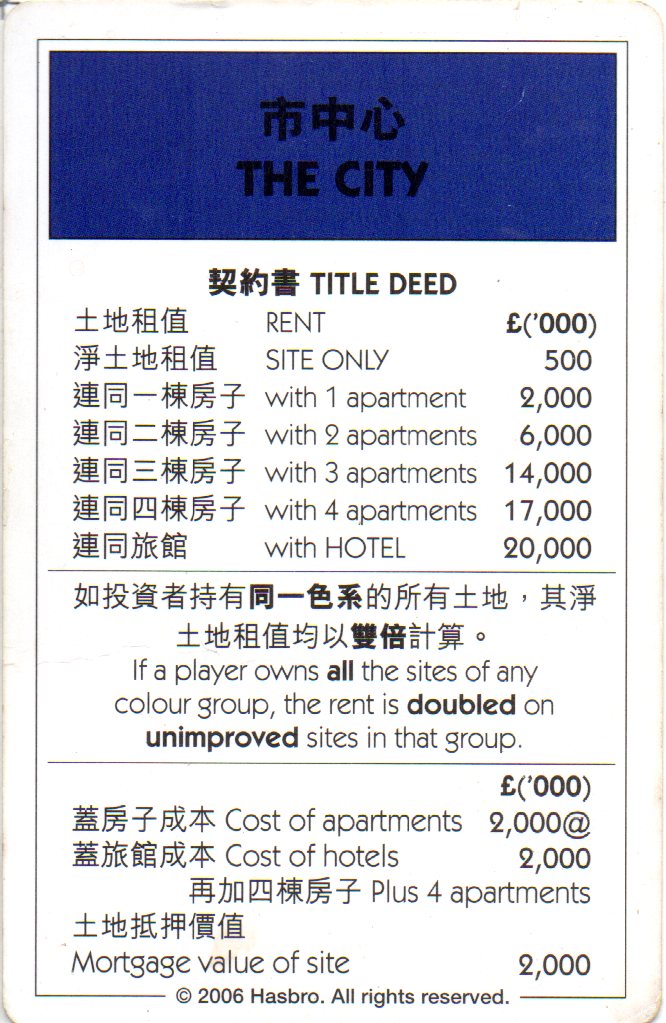 市中心
THE CITY
契約書 TITLE DEED
土地租值 RENT £('000)
淨土地租值 SITE ONLY 500
連同一棟房子 with 1 apartment 2,000
連同二棟房子 with 2 apartments 6,000
連同三棟房子 with 3 apartments 14,000
連同四棟房子 with 4 apartments 17,000
連同旅館 with HOTEL 20,000
如投資者持有同一色系的所有土地，其淨
土地租值均以雙倍計算。
If a player owns all the sites of any
colour group, the rent is doubled on
unimproved sites in that group.
£('000)
蓋房子成本 Cost of apartments 2,000@
蓋旅館成本 Cost of hotels 2,000
再加四棟房子 Plus 4 apartments
土地抵押價值
Mortgage value of site 2,000
© 2006 Hasbro. All rights reserved.